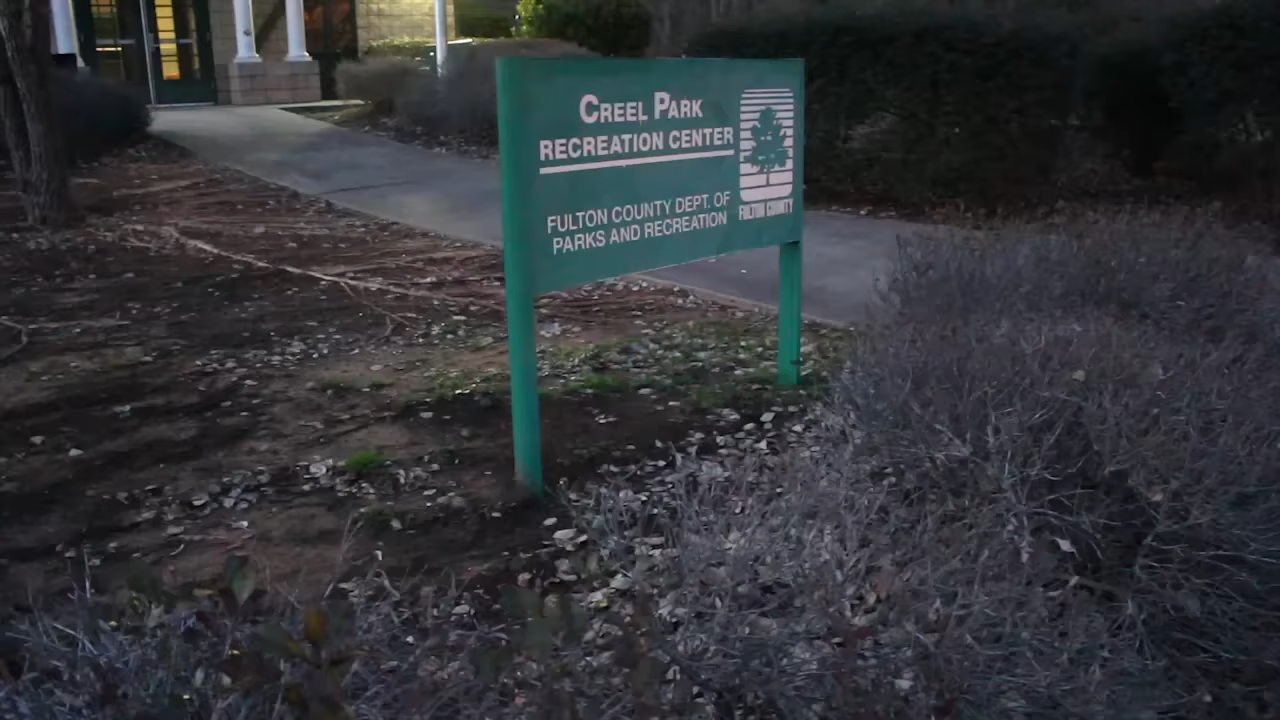 CREEL PARK
RECREATION CENTER
FULTON COUNTY DEPT. OF
PARKS AND RECREATION
FULTON COUNTY